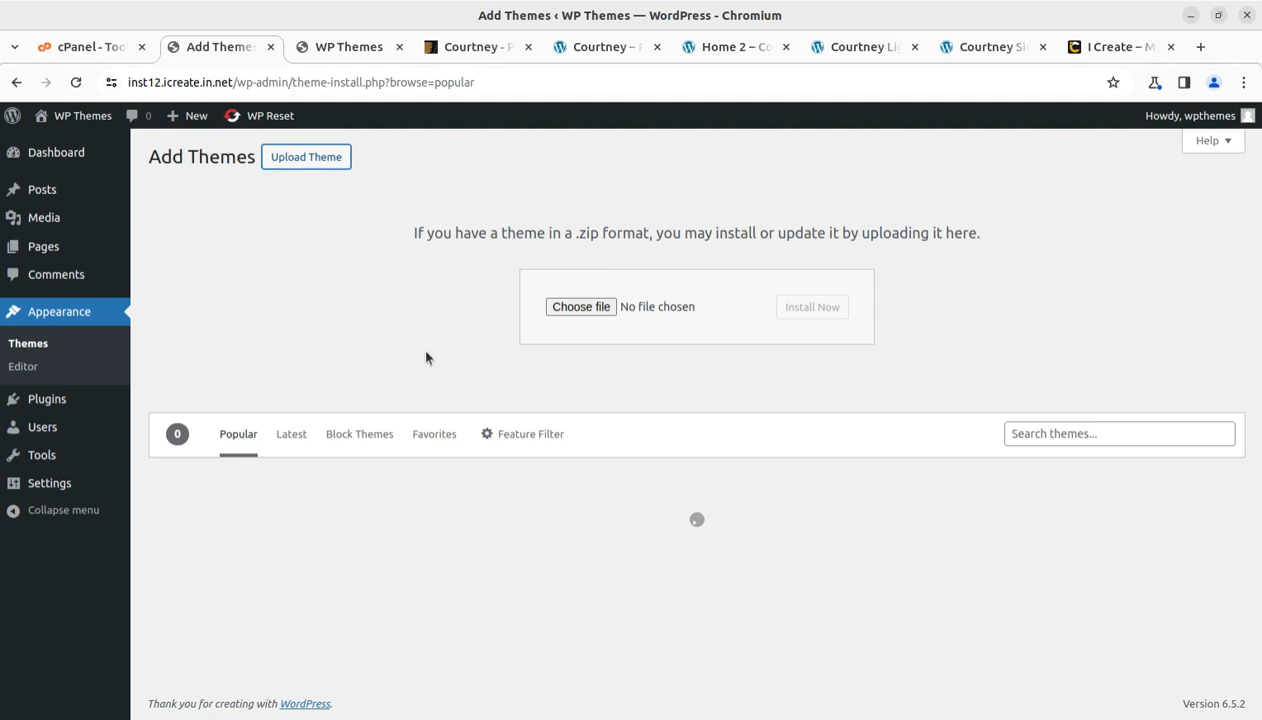 Add Themes ‹ WP Themes — WordPress - Chromium
cPanel - Too
Add Themes
WP Themes
Courtney - P
Courtney –
Home 2 – Co
Courtney Li
Courtney Si
I Create – M
inst12.icreate.in.net/wp-admin/theme-install.php?browse=popular
WP Themes
0
New
WP Reset
Howdy, wpthemes
Dashboard
Posts
Media
Pages
Comments
Appearance
Themes
Editor
Plugins
Users
Tools
Settings
Collapse menu
Add Themes
Upload Theme
Help
If you have a theme in a .zip format, you may install or update it by uploading it here.
Choose file No file chosen
Install Now
0
Popular
Latest
Block Themes
Favorites
Feature Filter
Search themes...
Thank you for creating with WordPress.
Version 6.5.2